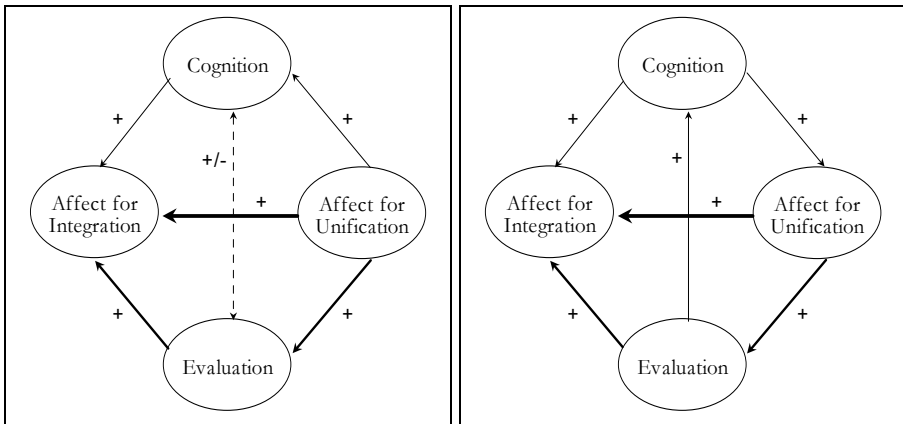 Cognition
+
+
+/-
Affect for
Integration
+
Affect for
Unification
+
+
Evaluation
Cognition
+
+
+
Affect for
Integration
+
Affect for
Unification
+
+
Evaluation